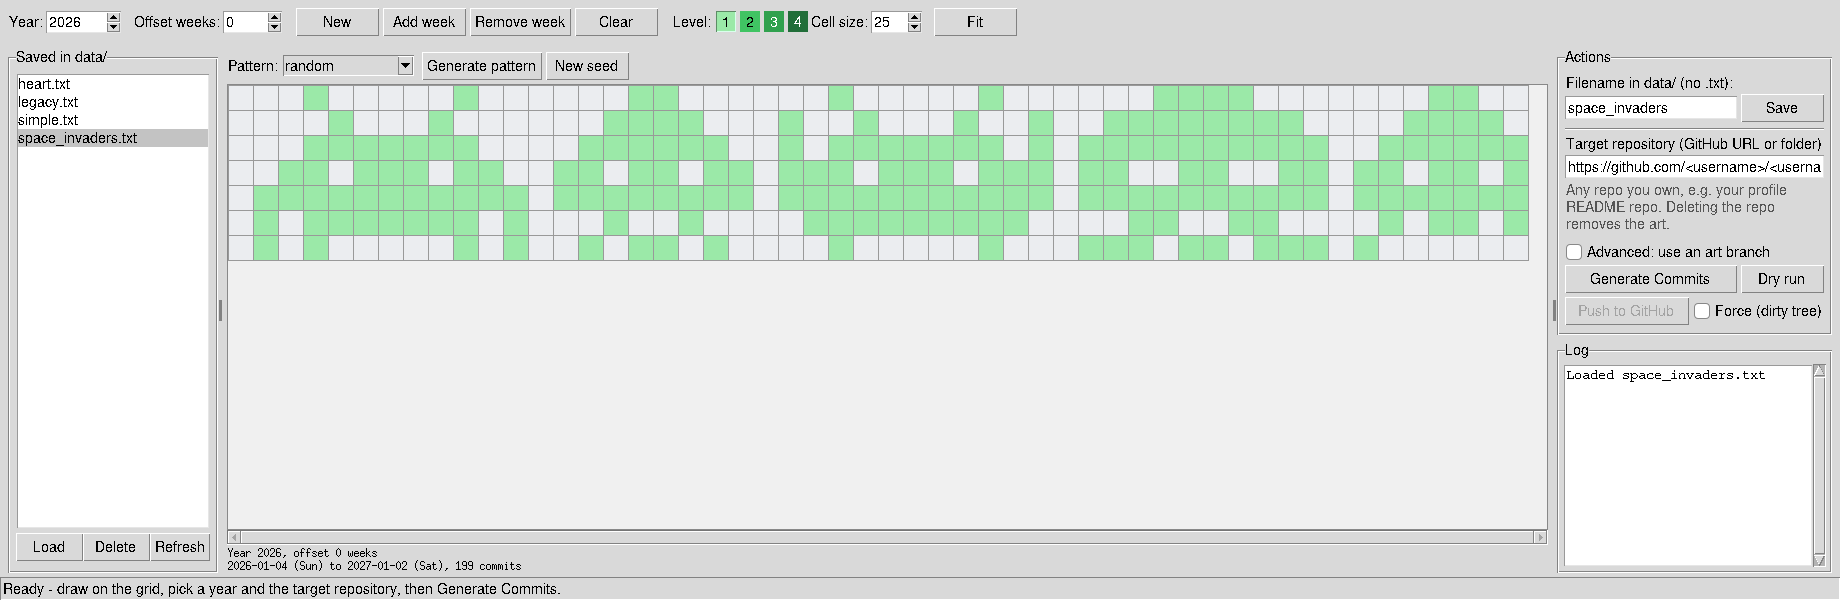 Year: 2026 Offset weeks: 0 New Add week Remove week Clear Level: 1 2 3 4 Cell size: 25 Fit
Saved in data/
heart.txt
legacy.txt
simple.txt
space_invaders.txt
Load Delete Refresh
Pattern: random Generate pattern New seed
Year 2026, offset 0 weeks
2026-01-04 (Sun) to 2027-01-02 (Sat), 199 commits
Actions
Filename in data/ (no .txt):
space_invaders Save
Target repository (GitHub URL or folder)
https://github.com/<username>/<userna
Any repo you own, e.g. your profile
README repo. Deleting the repo
removes the art.
Advanced: use an art branch
Generate Commits Dry run
Push to GitHub Force (dirty tree)
Log
Loaded space_invaders.txt
Ready - draw on the grid, pick a year and the target repository, then Generate Commits.